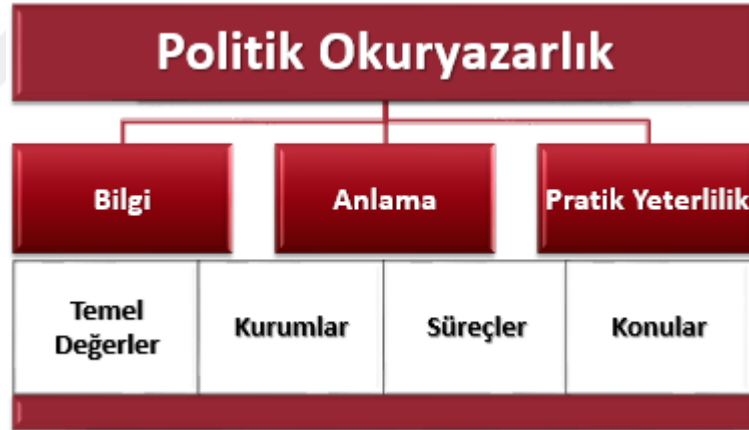 Politik Okuryazarlık
Bilgi
Anlama
Pratik Yeterlilik
Temel
Değerler
Kurumlar
Süreçler
Konular